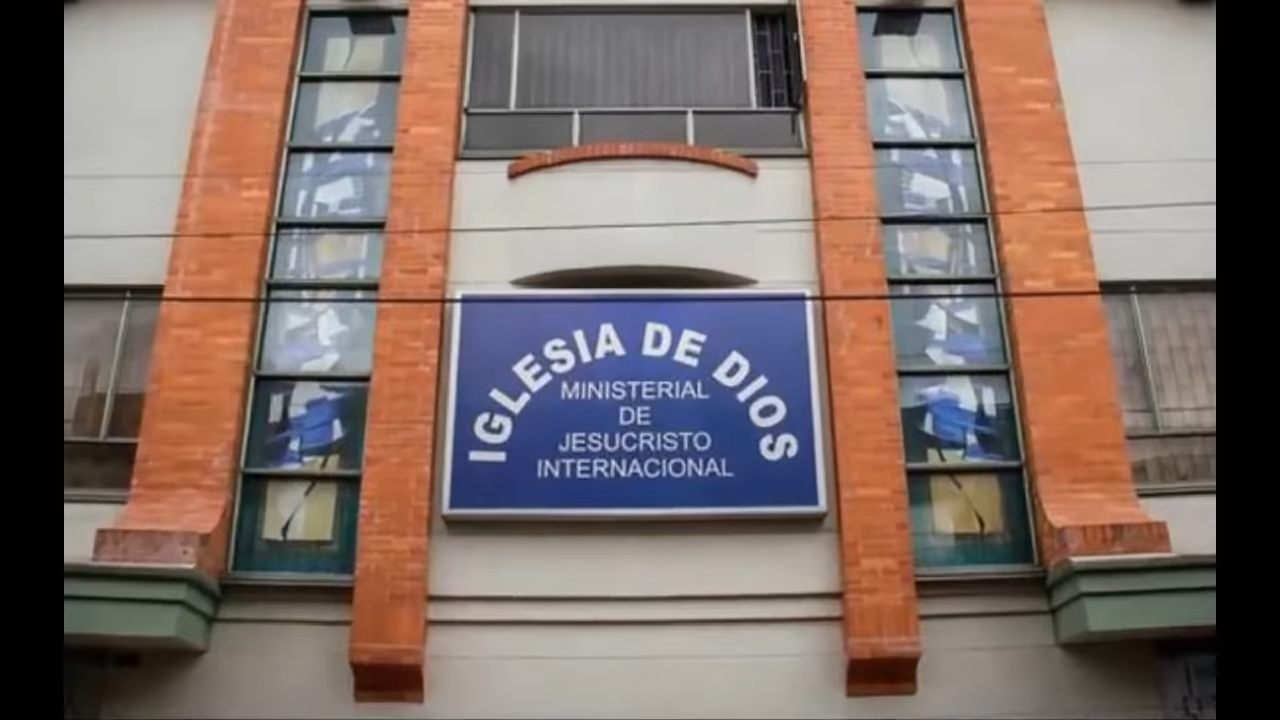 IGLESIA DE DIOS
MINISTERIAL
DE
JESUCRISTO
INTERNACIONAL